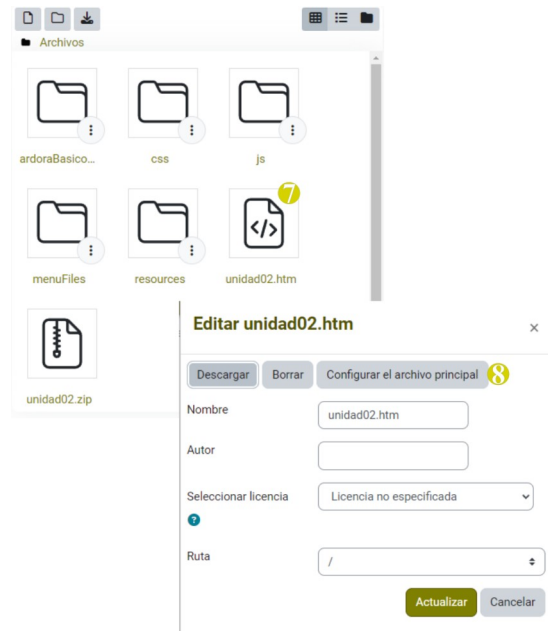 Archivos
ardoraBasico...
css
js
7
menuFiles
resources
unidad02.htm
unidad02.zip
Editar unidad02.htm
×
Descargar
Borrar
Configurar el archivo principal
8
Nombre
unidad02.htm
Autor
Seleccionar licencia
Licencia no especificada
?
Ruta
/
Actualizar
Cancelar